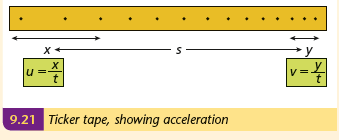 x s y
u = x/t v = y/t
9.21 Ticker tape, showing acceleration